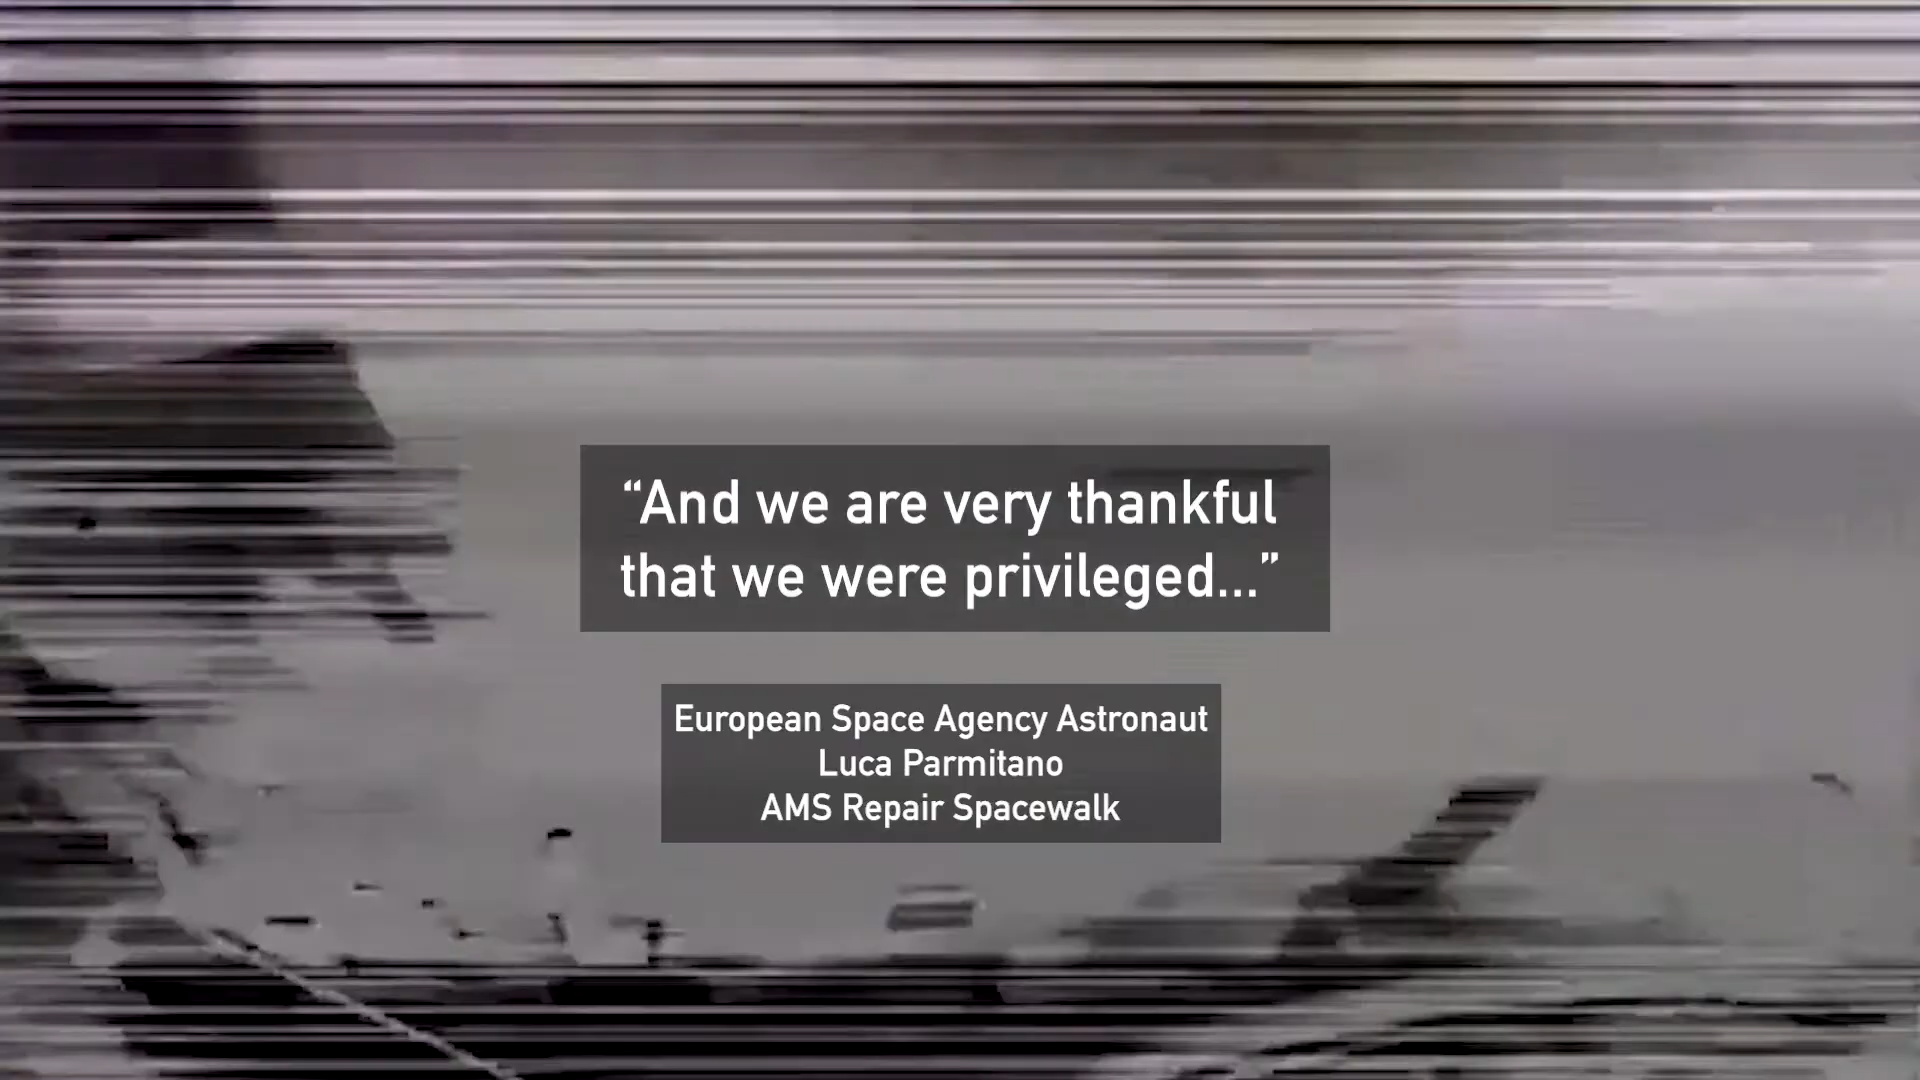 “And we are very thankful
that we were privileged...”
European Space Agency Astronaut
Luca Parmitano
AMS Repair Spacewalk